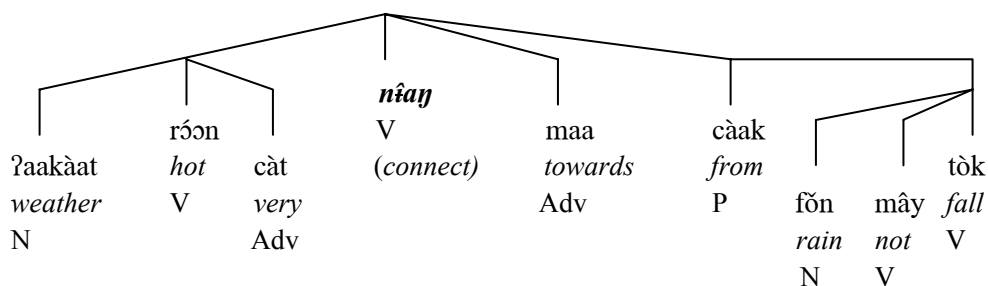 ʔaakàat
weather
N
rɔ́ɔn
hot
V
càt
very
Adv
nɨ̂aŋ
V
(connect)
maa
towards
Adv
càak
from
P
fǒn
rain
N
mây
not
V
tòk
fall
V